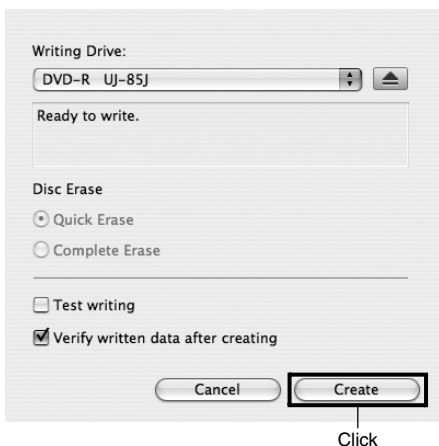 Writing Drive:
DVD-R UJ-85J
Ready to write.
Disc Erase
Quick Erase
Complete Erase
Test writing
Verify written data after creating
Cancel Create
Click